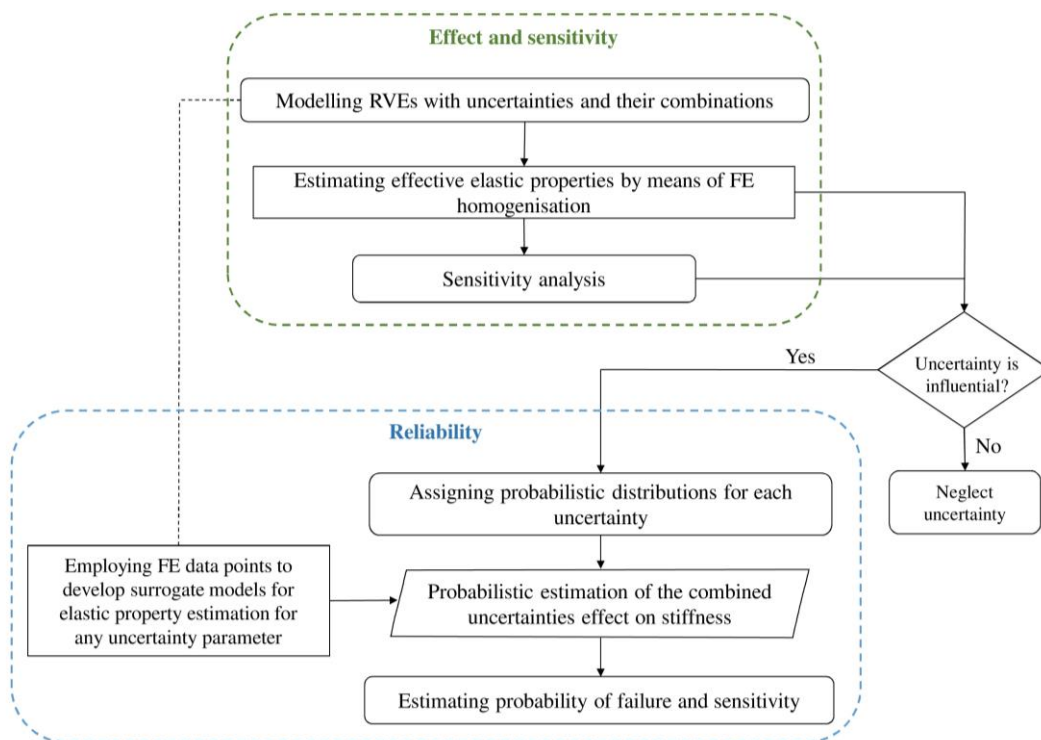 Effect and sensitivity
Modelling RVEs with uncertainties and their combinations
Estimating effective elastic properties by means of FE
homogenisation
Sensitivity analysis
Uncertainty is
influential?
Yes
No
Neglect
uncertainty
Reliability
Assigning probabilistic distributions for each
uncertainty
Employing FE data points to
develop surrogate models for
elastic property estimation for
any uncertainty parameter
Probabilistic estimation of the combined
uncertainties effect on stiffness
Estimating probability of failure and sensitivity